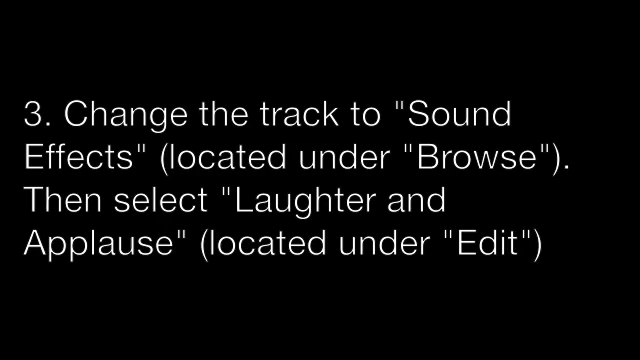 3. Change the track to "Sound
Effects" (located under "Browse").
Then select "Laughter and
Applause" (located under "Edit")